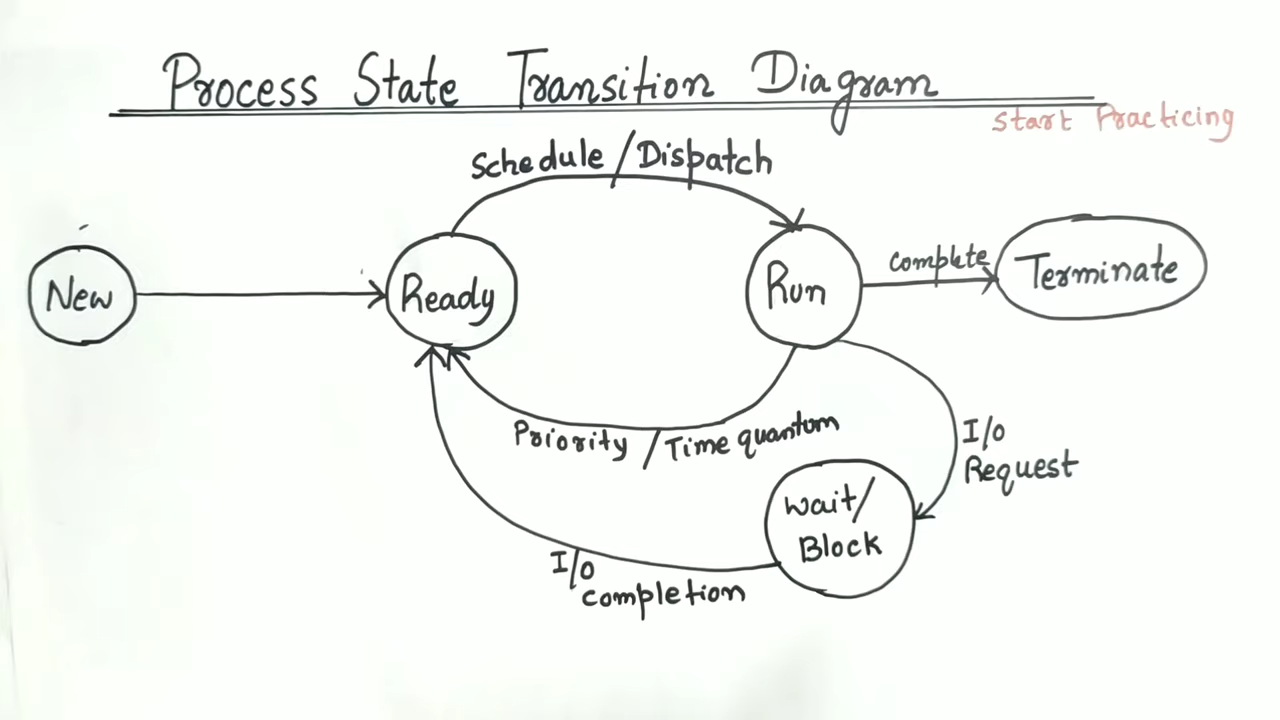 Process State Transition Diagram
Start Practicing
Schedule / Dispatch
New
Ready
Run
complete
Terminate
Priority / Time quantum
I/o
Request
Wait/
Block
I/o
completion